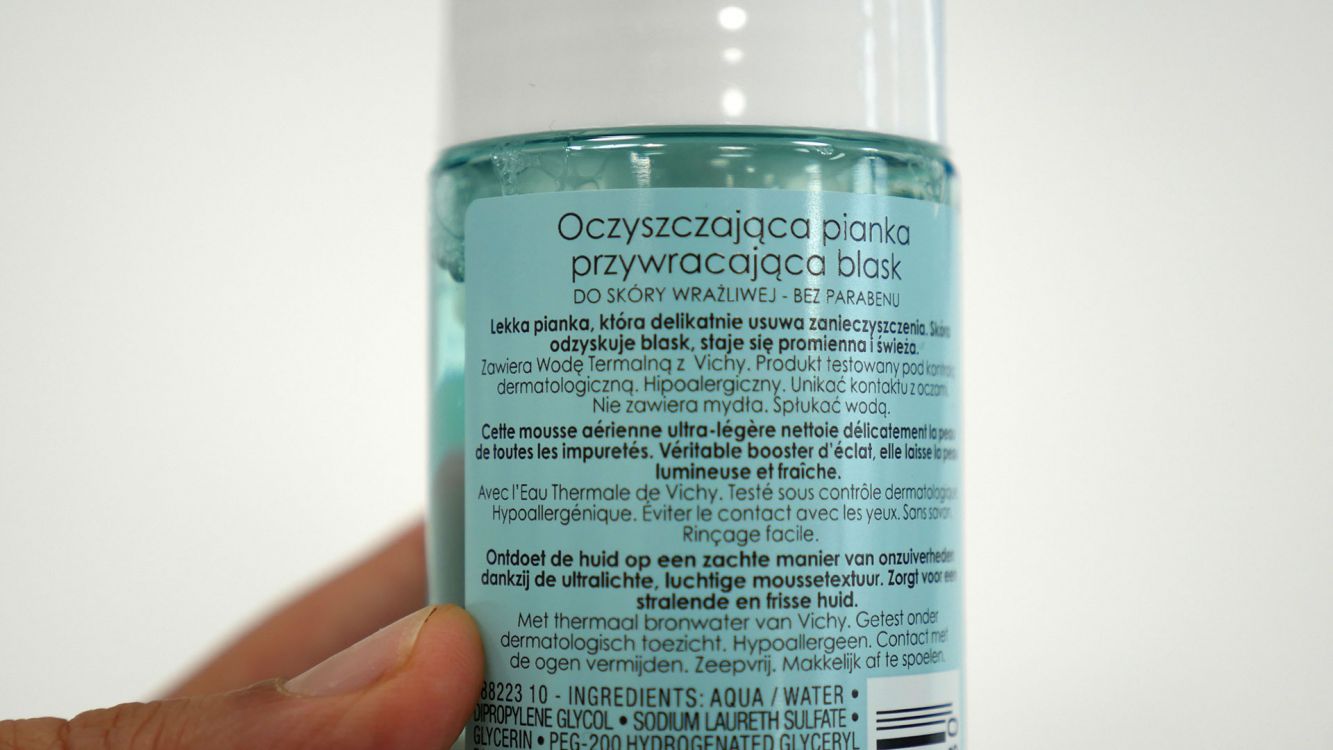 Oczyszczająca pianka
przywracająca blask
DO SKÓRY WRAŻLIWEJ - BEZ PARABENU
Lekka pianka, która delikatnie usuwa zanieczyszczenia. Skóra
odzyskuje blask, staje się promienna i świeża.
Zawiera Wodę Termalną z Vichy. Produkt testowany pod kontrolą
dermatologiczną. Hipoalergiczny. Unikać kontaktu z oczami.
Nie zawiera mydła. Spłukać wodą.
Cette mousse aérienne ultra-légère nettoie délicatement la peau
de toutes les impuretés. Véritable booster d'éclat, elle laisse la peau
lumineuse et fraîche.
Avec l'Eau Thermale de Vichy. Testé sous contrôle dermatologique.
Hypoallergénique. Éviter le contact avec les yeux. Sans savon.
Rinçage facile.
Ontdoet de huid op een zachte manier van onzuiverheden
dankzij de ultralichte, luchtige moussetextuur. Zorgt voor een
stralende en frisse huid.
Met thermaal bronwater van Vichy. Getest onder
dermatologisch toezicht. Hypoallergeen. Contact met
de ogen vermijden. Zeepvrij. Makkelijk af te spoelen.
88223 10 - INGREDIENTS: AQUA / WATER •
DIPROPYLENE GLYCOL • SODIUM LAURETH SULFATE •
GLYCERIN • PEG-200 HYDROGENATED GLYCERYL